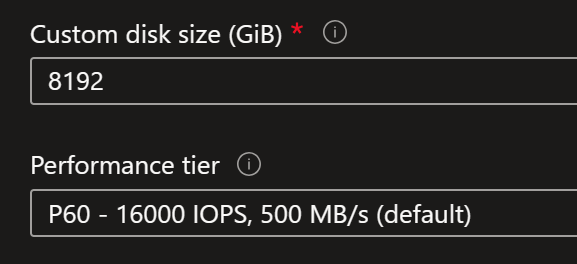 Custom disk size (GiB) *
8192
Performance tier
P60 - 16000 IOPS, 500 MB/s (default)